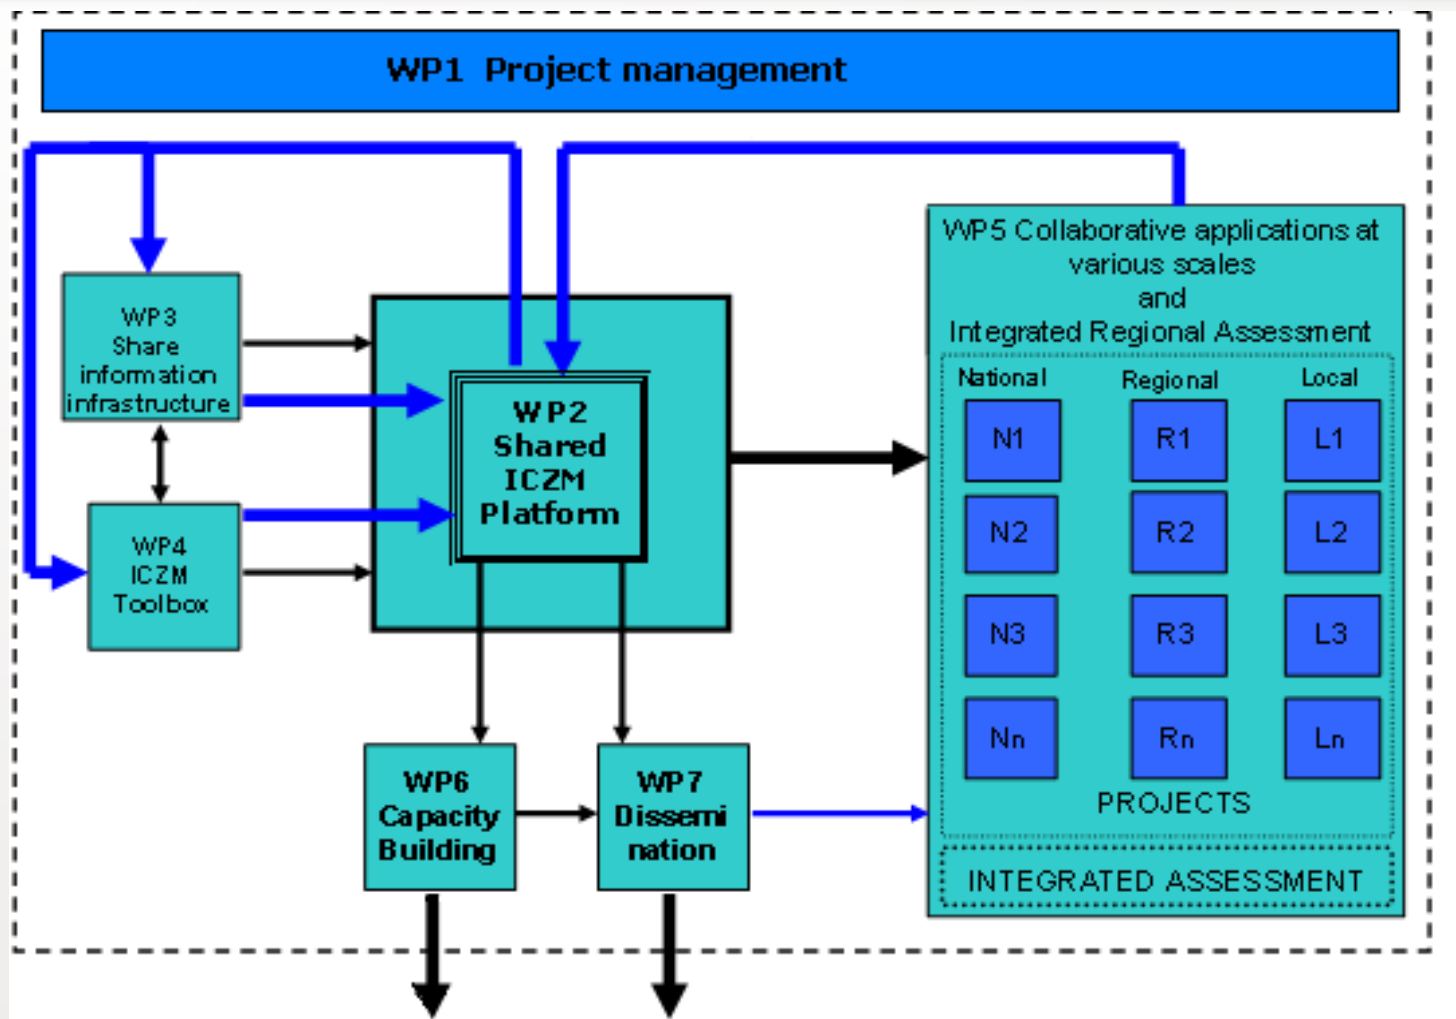 WP1 Project management
WP3
Share
information
infrastructure
WP4
ICZM
Toolbox
WP2
Shared
ICZM
Platform
WP5 Collaborative applications at
various scales
and
Integrated Regional Assessment
National Regional Local
N1 R1 L1
N2 R2 L2
N3 R3 L3
Nn Rn Ln
PROJECTS
INTEGRATED ASSESSMENT
WP6
Capacity
Building
WP7
Dissemi
nation